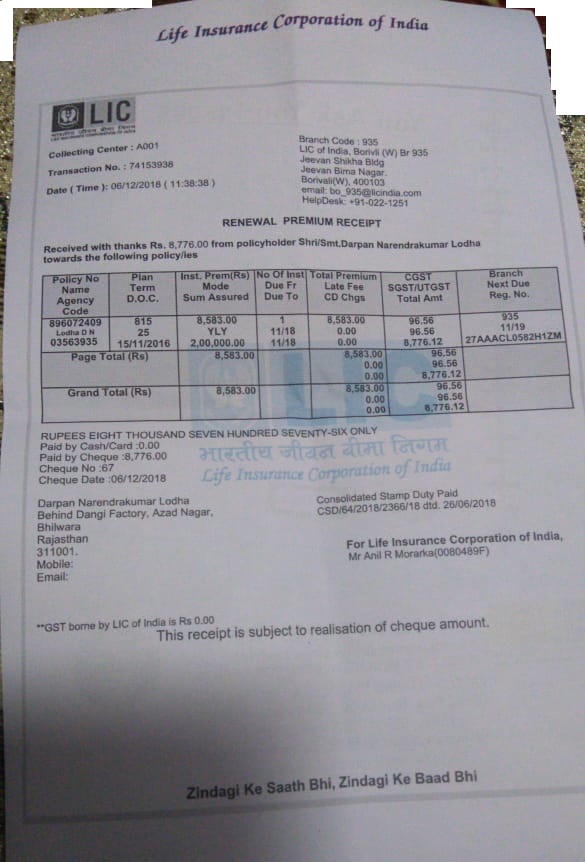 Life Insurance Corporation of India
LIC
भारतीय जीवन बीमा निगम
LIFE INSURANCE CORPORATION OF INDIA
Collecting Center : A001
Transaction No. : 74153938
Date ( Time ): 06/12/2018 ( 11:38:38 )
Branch Code : 935
LIC of India, Borivli (W) Br 935
Jeevan Shikha Bldg
Jeevan Bima Nagar.
Borivali(W), 400103
email: bo_935@licindia.com
HelpDesk: +91-022-1251
RENEWAL PREMIUM RECEIPT
Received with thanks Rs. 8,776.00 from policyholder Shri/Smt.Darpan Narendrakumar Lodha
towards the following policy/ies
Policy No Plan Inst. Prem(Rs) No Of Inst Total Premium CGST Branch
Name Term Mode Due Fr Late Fee SGST/UTGST Next Due
Agency D.O.C. Sum Assured Due To CD Chgs Total Amt Reg. No.
Code
896072409 815 8,583.00 1 8,583.00 96.56 935
Lodha D N 25 YLY 11/18 0.00 96.56 11/19
03563935 15/11/2016 2,00,000.00 11/18 0.00 8,776.12 27AAACL0582H1ZM
Page Total (Rs) 8,583.00 8,583.00 96.56
0.00 96.56
0.00 8,776.12
Grand Total (Rs) 8,583.00 8,583.00 96.56
0.00 96.56
0.00 8,776.12
RUPEES EIGHT THOUSAND SEVEN HUNDRED SEVENTY-SIX ONLY
Paid by Cash/Card :0.00
Paid by Cheque :8,776.00
Cheque No :67
Cheque Date :06/12/2018
LIC
भारतीय जीवन बीमा निगम
Life Insurance Corporation of India
Darpan Narendrakumar Lodha
Behind Dangi Factory, Azad Nagar,
Bhilwara
Rajasthan
311001.
Mobile:
Email:
Consolidated Stamp Duty Paid
CSD/64/2018/2366/18 dtd. 26/06/2018
For Life Insurance Corporation of India,
Mr Anil R Morarka(0080489F)
**GST borne by LIC of India is Rs 0.00
This receipt is subject to realisation of cheque amount.
Zindagi Ke Saath Bhi, Zindagi Ke Baad Bhi